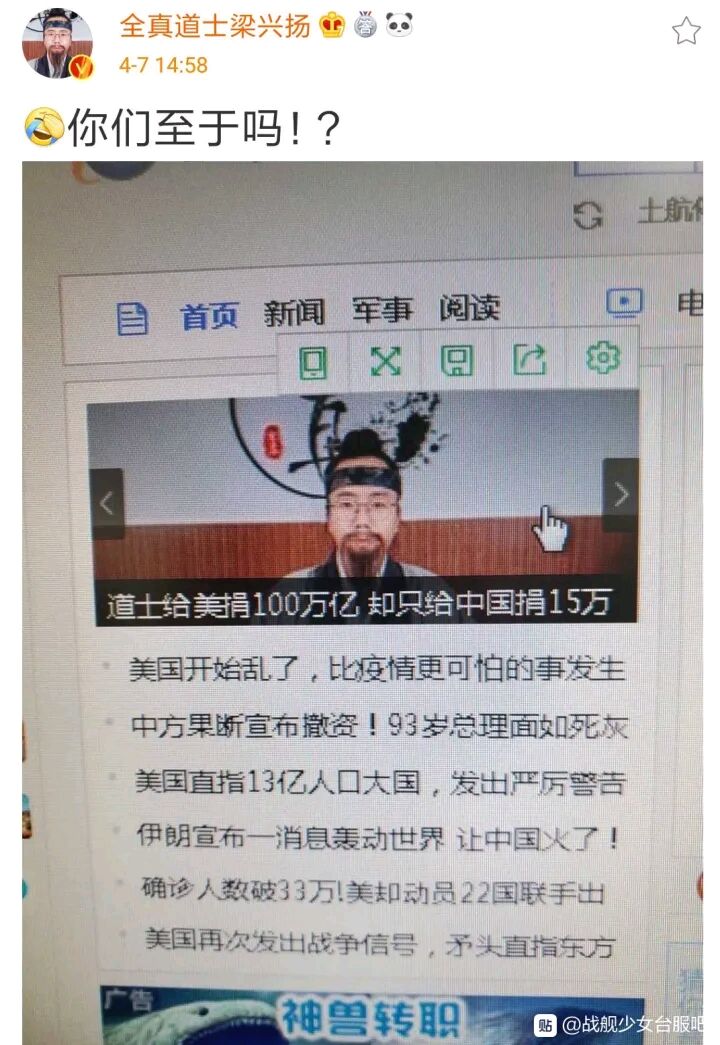 全真道士梁兴扬
4-7 14:58
🤣你们至于吗！？
土航
首页 新闻 军事 阅读 电
道士给美捐100万亿 却只给中国捐15万
美国开始乱了，比疫情更可怕的事发生
中方果断宣布撤资！93岁总理面如死灰
美国直指13亿人口大国，发出严厉警告
伊朗宣布一消息轰动世界 让中国火了！
确诊人数破33万!美却动员22国联手出
美国再次发出战争信号，矛头直指东方
广告
神兽转职
贴 @战舰少女台服吧